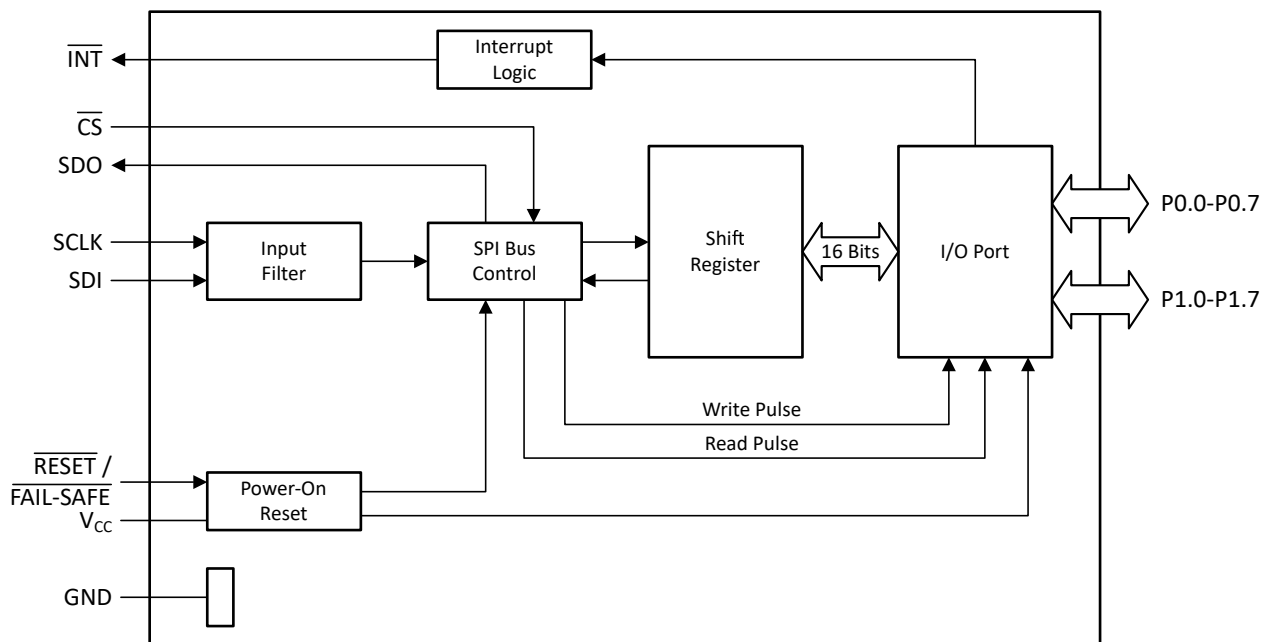 INT
Interrupt
Logic
CS
SDO
SCLK
SDI
Input
Filter
SPI Bus
Control
Shift
Register
16 Bits
I/O Port
P0.0-P0.7
P1.0-P1.7
Write Pulse
Read Pulse
RESET /
FAIL-SAFE
VCC
Power-On
Reset
GND